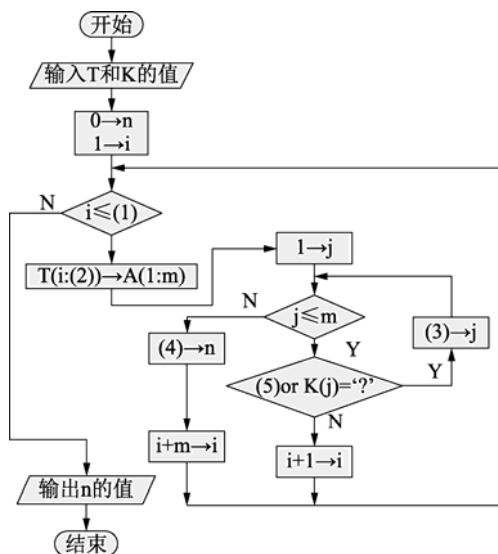 开始
输入T和K的值
0→n
1→i
N
i≤(1)
T(i:(2))→A(1:m)
1→j
N
j≤m
(3)→j
(4)→n
Y
(5)or K(j)=‘?’
Y
N
i+m→i
i+1→i
输出n的值
结束